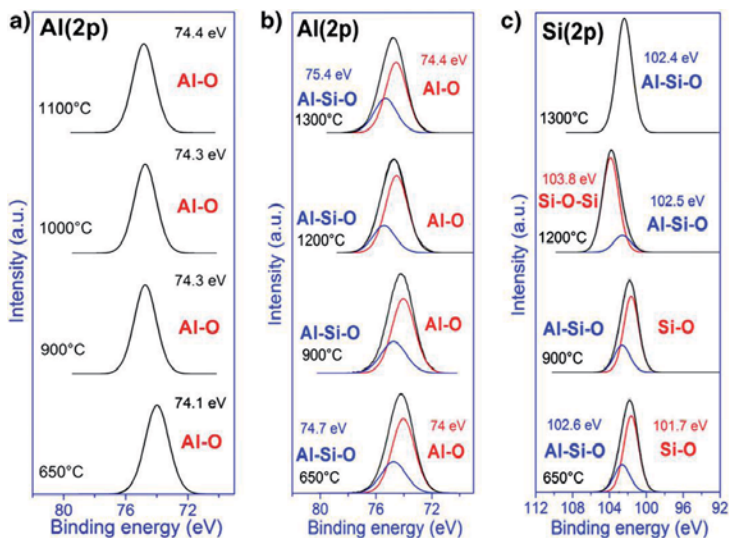 a) Al(2p)
74.4 eV
Al-O
1100°C
74.3 eV
Al-O
1000°C
74.3 eV
Al-O
900°C
74.1 eV
Al-O
650°C
80 76 72
Binding energy (eV)
Intensity (a.u.)
b) Al(2p)
75.4 eV 74.4 eV
Al-Si-O Al-O
1300°C
Al-Si-O Al-O
1200°C
Al-Si-O Al-O
900°C
74.7 eV 74 eV
Al-Si-O Al-O
650°C
80 76 72
Binding energy (eV)
Intensity (a.u.)
c) Si(2p)
102.4 eV
Al-Si-O
1300°C
103.8 eV
Si-O-Si
102.5 eV
Al-Si-O
1200°C
Al-Si-O Si-O
900°C
102.6 eV 101.7 eV
Al-Si-O Si-O
650°C
112 108 104 100 96 92
Binding energy (eV)
Intensity (a.u.)